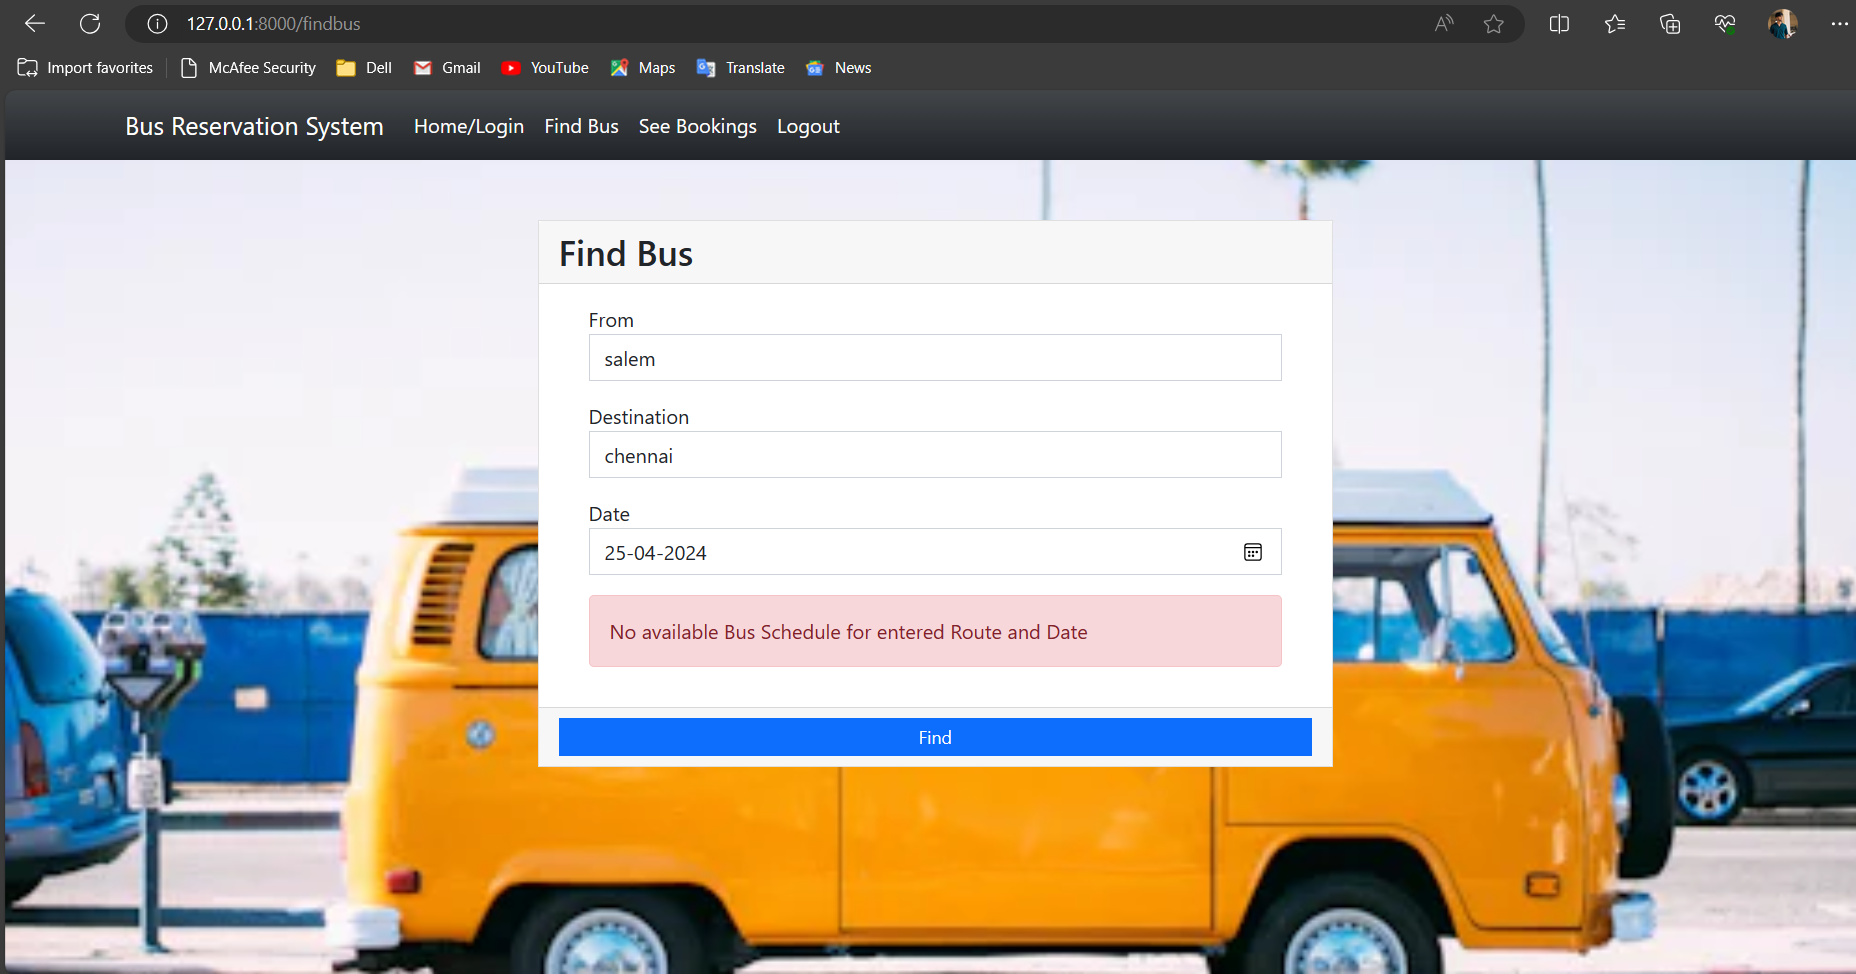 127.0.0.1:8000/findbus
Import favorites McAfee Security Dell Gmail YouTube Maps Translate News
Bus Reservation System Home/Login Find Bus See Bookings Logout
Find Bus
From
salem
Destination
chennai
Date
25-04-2024
No available Bus Schedule for entered Route and Date
Find